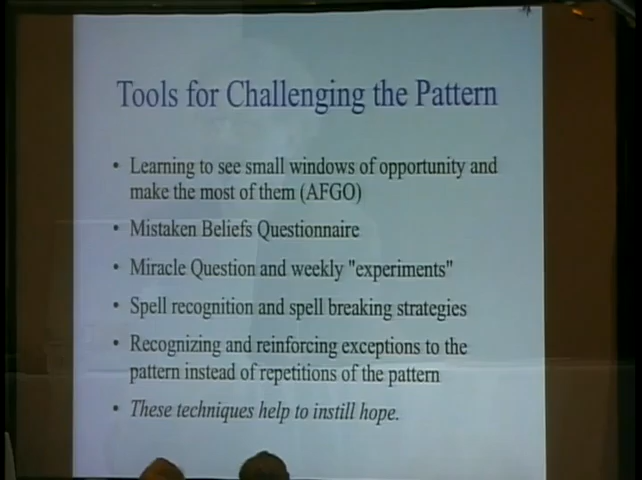 Tools for Challenging the Pattern
• Learning to see small windows of opportunity and
make the most of them (AFGO)
• Mistaken Beliefs Questionnaire
• Miracle Question and weekly "experiments"
• Spell recognition and spell breaking strategies
• Recognizing and reinforcing exceptions to the
pattern instead of repetitions of the pattern
• These techniques help to instill hope.